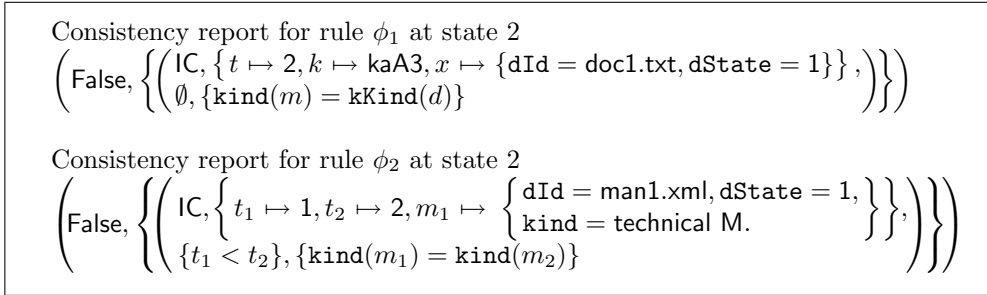 Consistency report for rule ϕ₁ at state 2
(False, {(IC, {t ↦ 2, k ↦ kaA3, x ↦ {dId = doc1.txt, dState = 1}},
∅, {kind(m) = kKind(d)})})
Consistency report for rule ϕ₂ at state 2
(False, {(IC, {t₁ ↦ 1, t₂ ↦ 2, m₁ ↦ {dId = man1.xml, dState = 1,
kind = technical M.}},
{t₁ < t₂}, {kind(m₁) = kind(m₂)})})